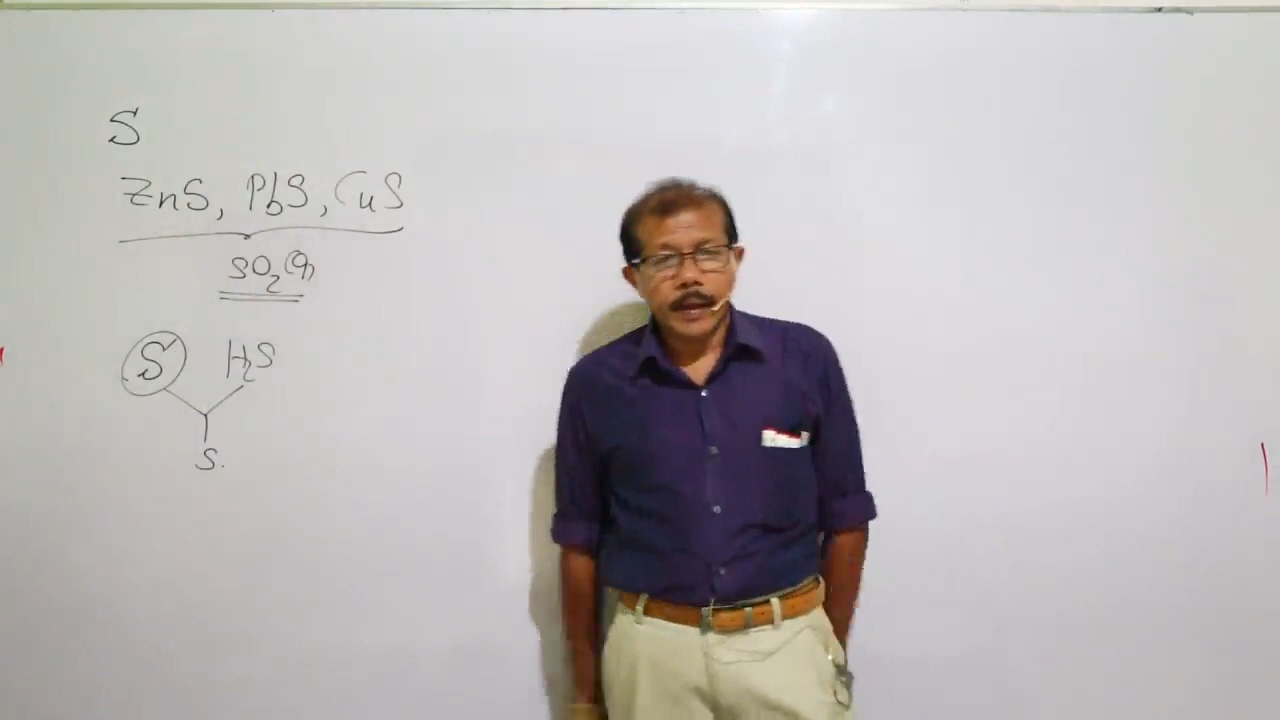 S
ZnS, PbS, CuS
SO₂(g)
S H₂S
S.